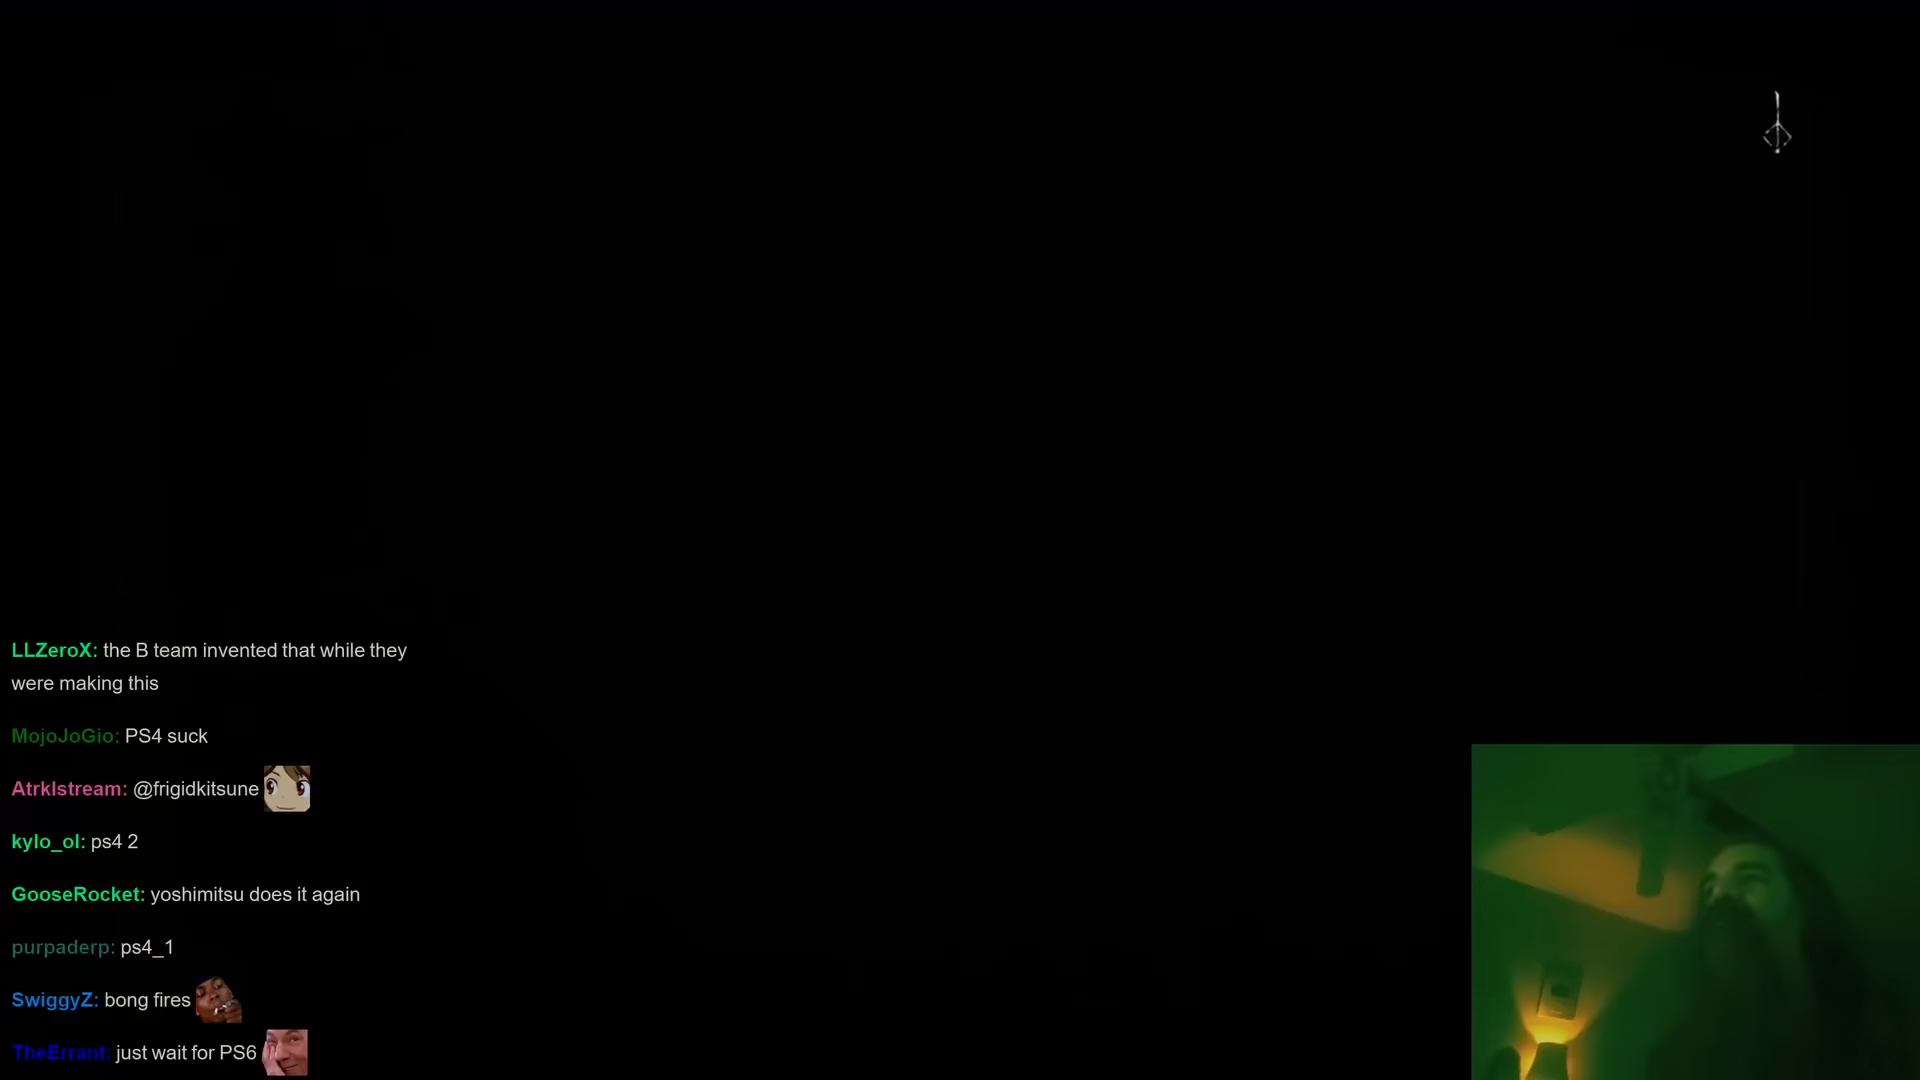 LLZeroX: the B team invented that while they
were making this
MojoJoGio: PS4 suck
Atrklstream: @frigidkitsune
kylo_ol: ps4 2
GooseRocket: yoshimitsu does it again
purpaderp: ps4_1
SwiggyZ: bong fires
TheErrant: just wait for PS6